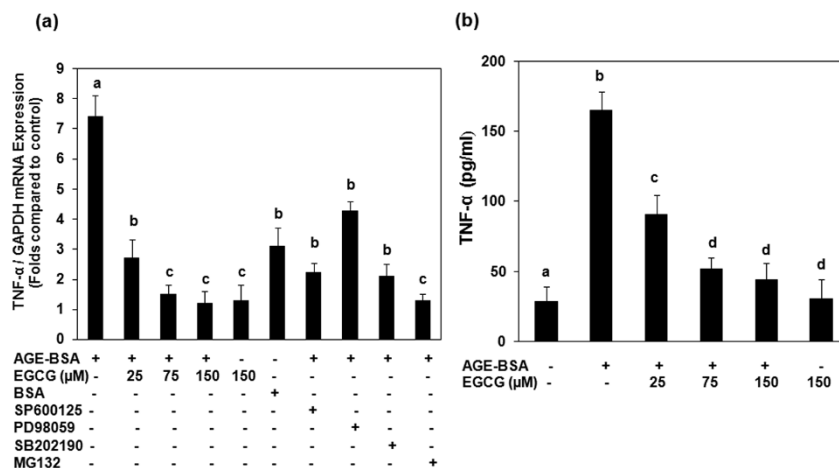 (a)
TNF-α / GAPDH mRNA Expression
(Folds compared to control)
9
8
7
6
5
4
3
2
1
0
a
b
c
c
c
b
b
b
b
c
AGE-BSA + + + + - - + + + +
EGCG (µM) - 25 75 150 150 - - - - -
BSA - - - - - + - - - -
SP600125 - - - - - - + - - -
PD98059 - - - - - - - + - -
SB202190 - - - - - - - - + -
MG132 - - - - - - - - - +
(b)
TNF-α (pg/ml)
200
150
100
50
0
a
b
c
d
d
d
AGE-BSA - + + + + -
EGCG (µM) - - 25 75 150 150